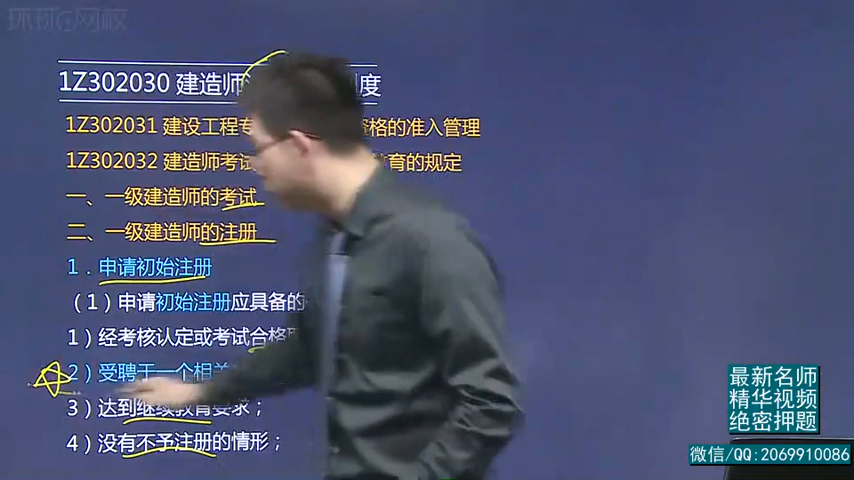 环球网校
1Z302030 建造师 度
1Z302031 建设工程专 资格的准入管理
1Z302032 建造师考试 教育的规定
一、一级建造师的考试
二、一级建造师的注册
1．申请初始注册
（1）申请初始注册应具备的
1）经考核认定或考试合格
2）受聘于一个相关
3）达到继续教育要求；
4）没有不予注册的情形；
最新名师
精华视频
绝密押题
微信/QQ:2069910086